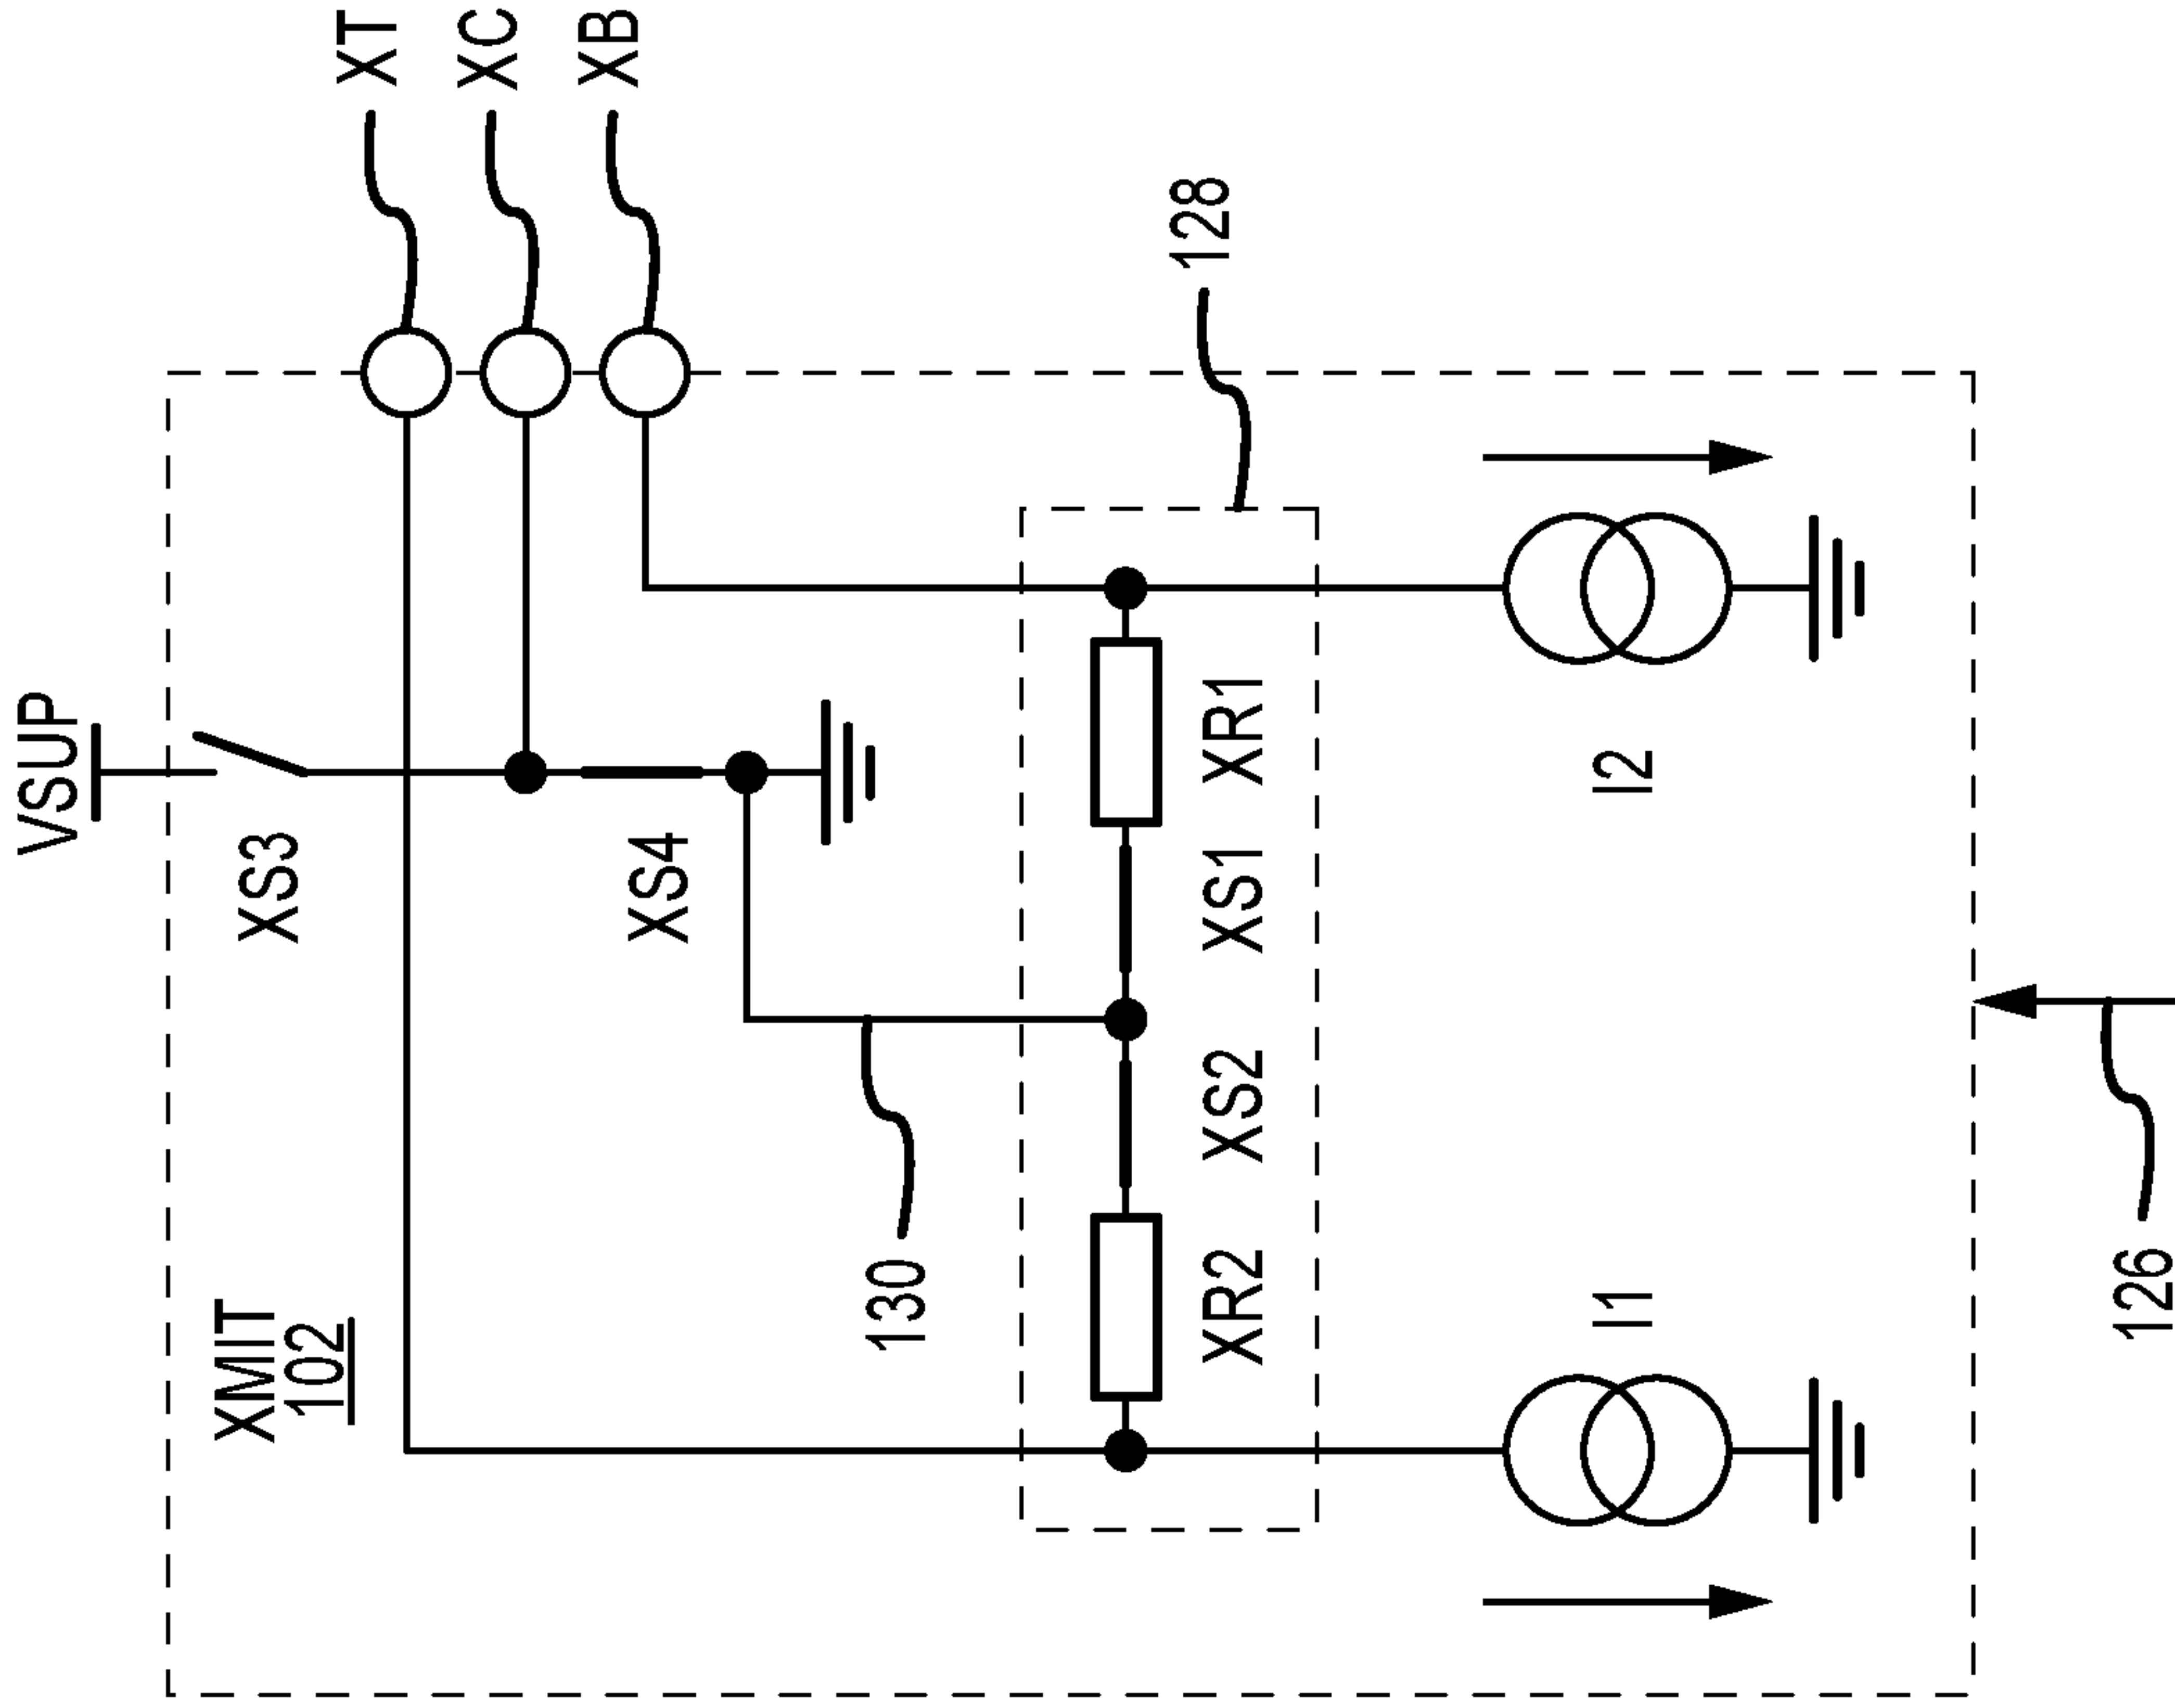 XMIT
102
VSUP
XS3
XS4
XT
XC
XB
130
128
XR2
XS2
XS1
XR1
I1
I2
126